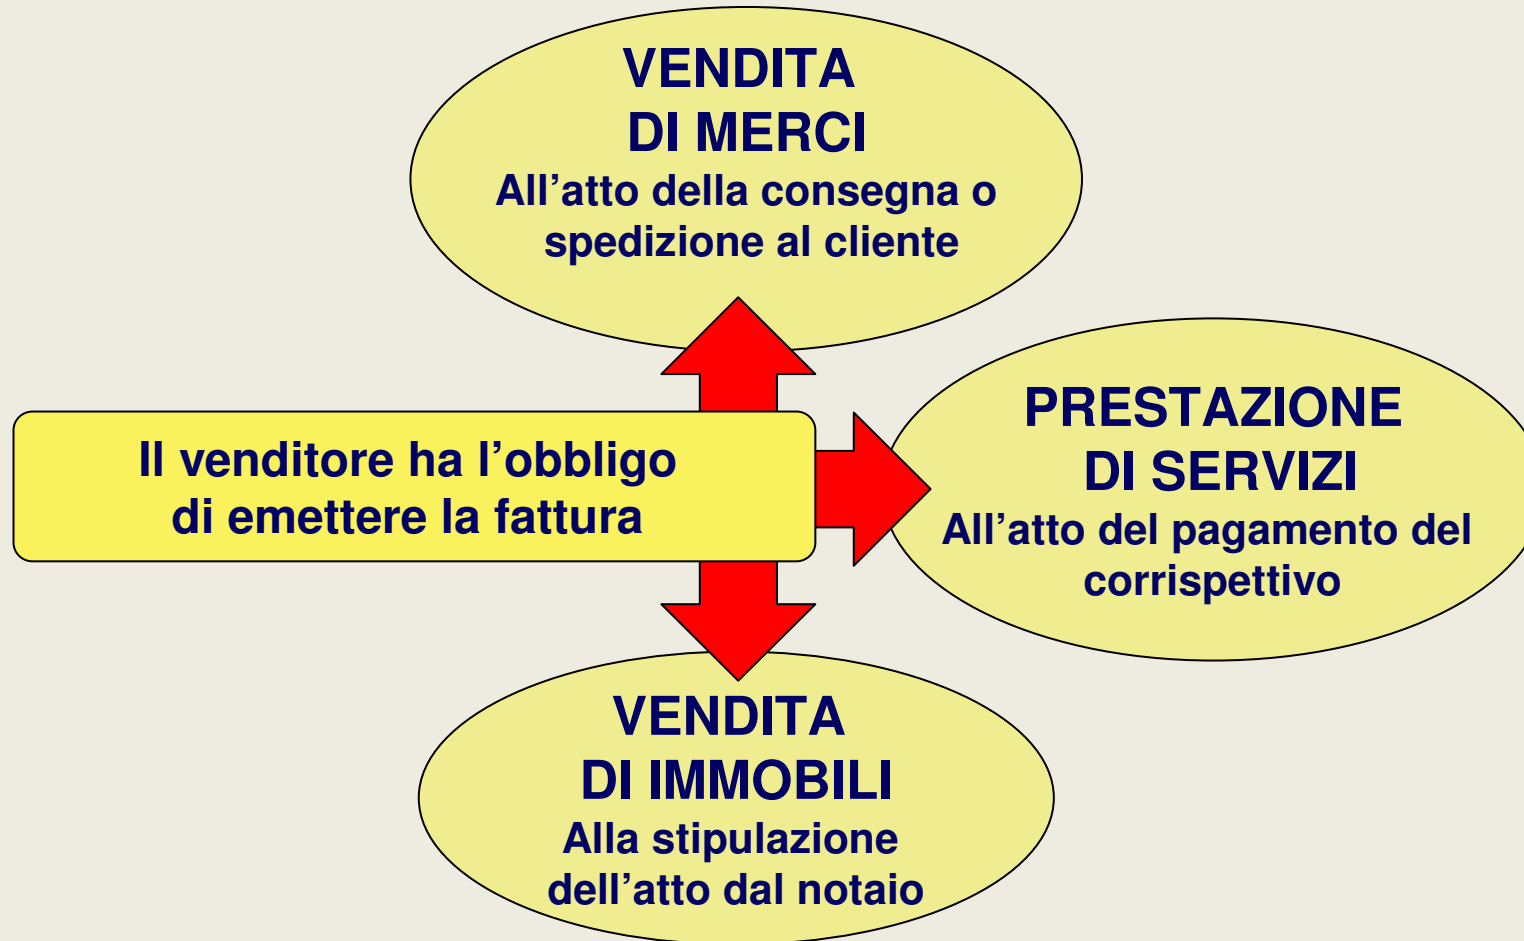 VENDITA
DI MERCI
All’atto della consegna o
spedizione al cliente
Il venditore ha l’obbligo
di emettere la fattura
PRESTAZIONE
DI SERVIZI
All’atto del pagamento del
corrispettivo
VENDITA
DI IMMOBILI
Alla stipulazione
dell’atto dal notaio